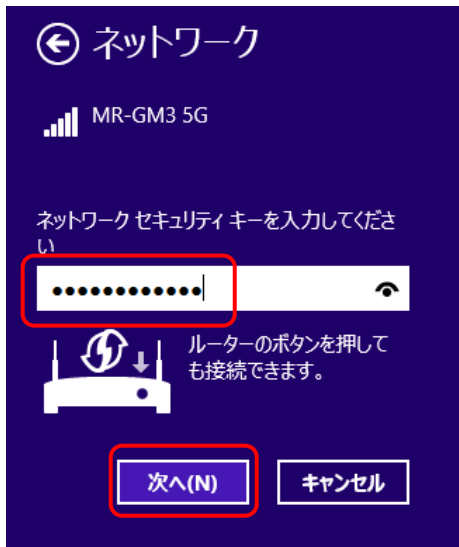 ネットワーク
MR-GM3 5G
ネットワーク セキュリティ キーを入力してくださ
い
••••••••••••
ルーターのボタンを押して
も接続できます。
次へ(N)
キャンセル